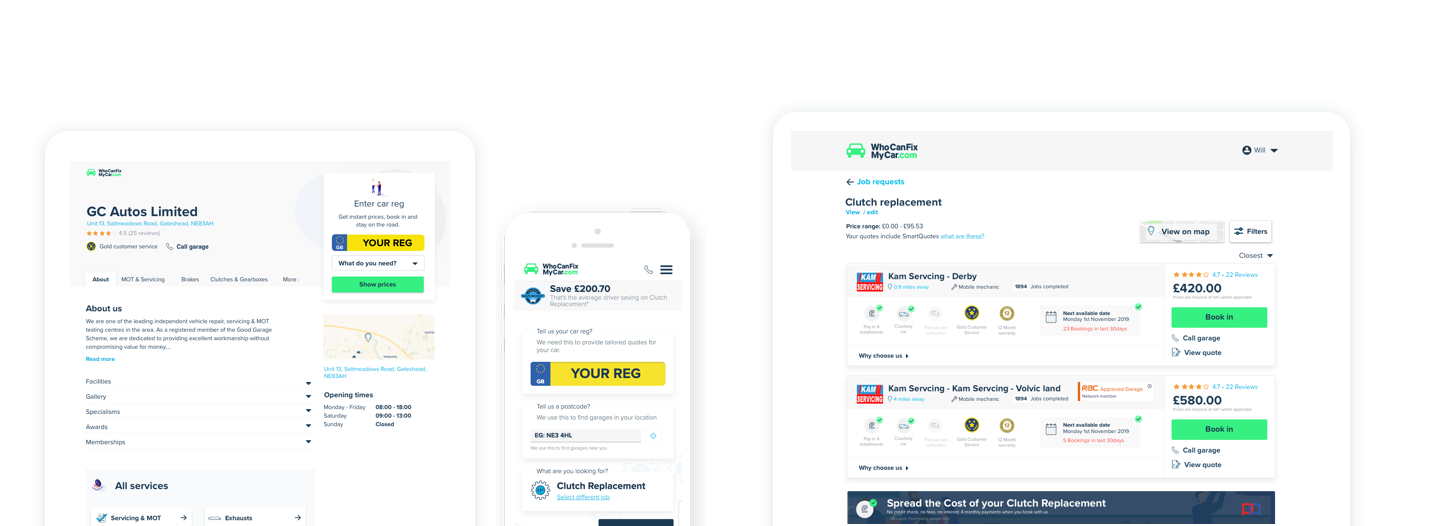 WhoCanFix
MyCar.com
GC Autos Limited
Unit 13, Saltmeadows Road, Gateshead, NE83AH
4.5 (25 reviews)
Gold customer service
Call garage
About
MOT & Servicing
Brakes
Clutches & Gearboxes
More
Enter car reg
Get instant prices, book in and
stay on the road.
GB
YOUR REG
What do you need?
Show prices
About us
We are one of the leading independent vehicle repair, servicing & MOT
testing centres in the area. As a registered member of the Good Garage
Scheme, we are dedicated to providing excellent workmanship without
compromising value for money....
Read more
Facilities
Gallery
Specialisms
Awards
Memberships
Unit 13, Saltmeadows Road, Gateshead,
NE83AH
Opening times
Monday - Friday 08:00 - 18:00
Saturday 09:00 - 13:00
Sunday Closed
All services
Servicing & MOT
Exhausts
WhoCanFix
MyCar.com
Save £200.70
That's the average driver saving on Clutch
Replacement*
Tell us your car reg?
We need this to provide tailored quotes for
your car.
GB
YOUR REG
Tell us a postcode?
We use this to find garages in your location
EG: NE3 4HL
We use this to find garages near you
What are you looking for?
Clutch Replacement
Select different job
WhoCanFix
MyCar.com
Will
Job requests
Clutch replacement
View / edit
Price range: £0.00 - £95.53
Your quotes include SmartQuotes what are these?
View on map
Filters
Closest
KAM
SERVICING
Kam Servcing - Derby
0.9 miles away
Mobile mechanic
1894 Jobs completed
Pay in 4
instalments
Courtesy
car
Pick up and
collection
Gold Customer
Service
12 Month
warranty
Next available date
Monday 1st November 2019
23 Bookings in last 30days
Why choose us
4.7 - 22 Reviews
£420.00
Prices are inclusive of VAT where applicable
Book in
Call garage
View quote
KAM
SERVICING
Kam Servcing - Kam Servcing - Volvic land
4 miles away
Mobile mechanic
1894 Jobs completed
RAC Approved Garage
Network member
Pay in 4
instalments
Courtesy
car
Pick up and
collection
Gold Customer
Service
12 Month
warranty
Next available date
Monday 1st November 2019
5 Bookings in last 30days
Why choose us
4.7 - 22 Reviews
£580.00
Prices are inclusive of VAT where applicable
Book in
Call garage
View quote
Spread the Cost of your Clutch Replacement
No credit check, no fees, no interest. 4 monthly payments when you book with us.